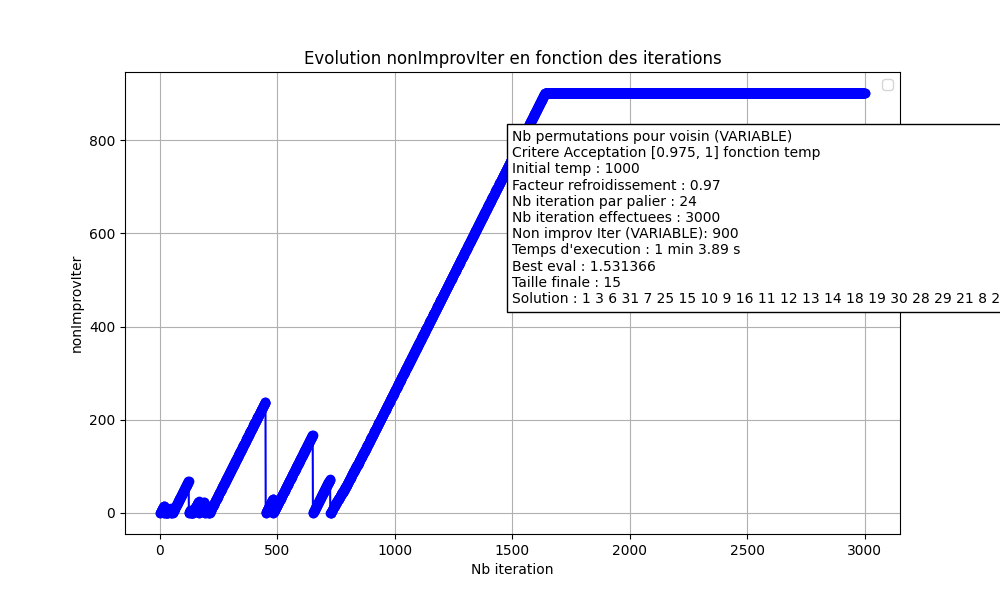 Evolution nonImprovIter en fonction des iterations
800
600
400
200
0
nonImprovIter
Nb permutations pour voisin (VARIABLE)
Critere Acceptation [0.975, 1] fonction temp
Initial temp : 1000
Facteur refroidissement : 0.97
Nb iteration par palier : 24
Nb iteration effectuees : 3000
Non improv Iter (VARIABLE): 900
Temps d'execution : 1 min 3.89 s
Best eval : 1.531366
Taille finale : 15
Solution : 1 3 6 31 7 25 15 10 9 16 11 12 13 14 18 19 30 28 29 21 8 2
0 500 1000 1500 2000 2500 3000
Nb iteration